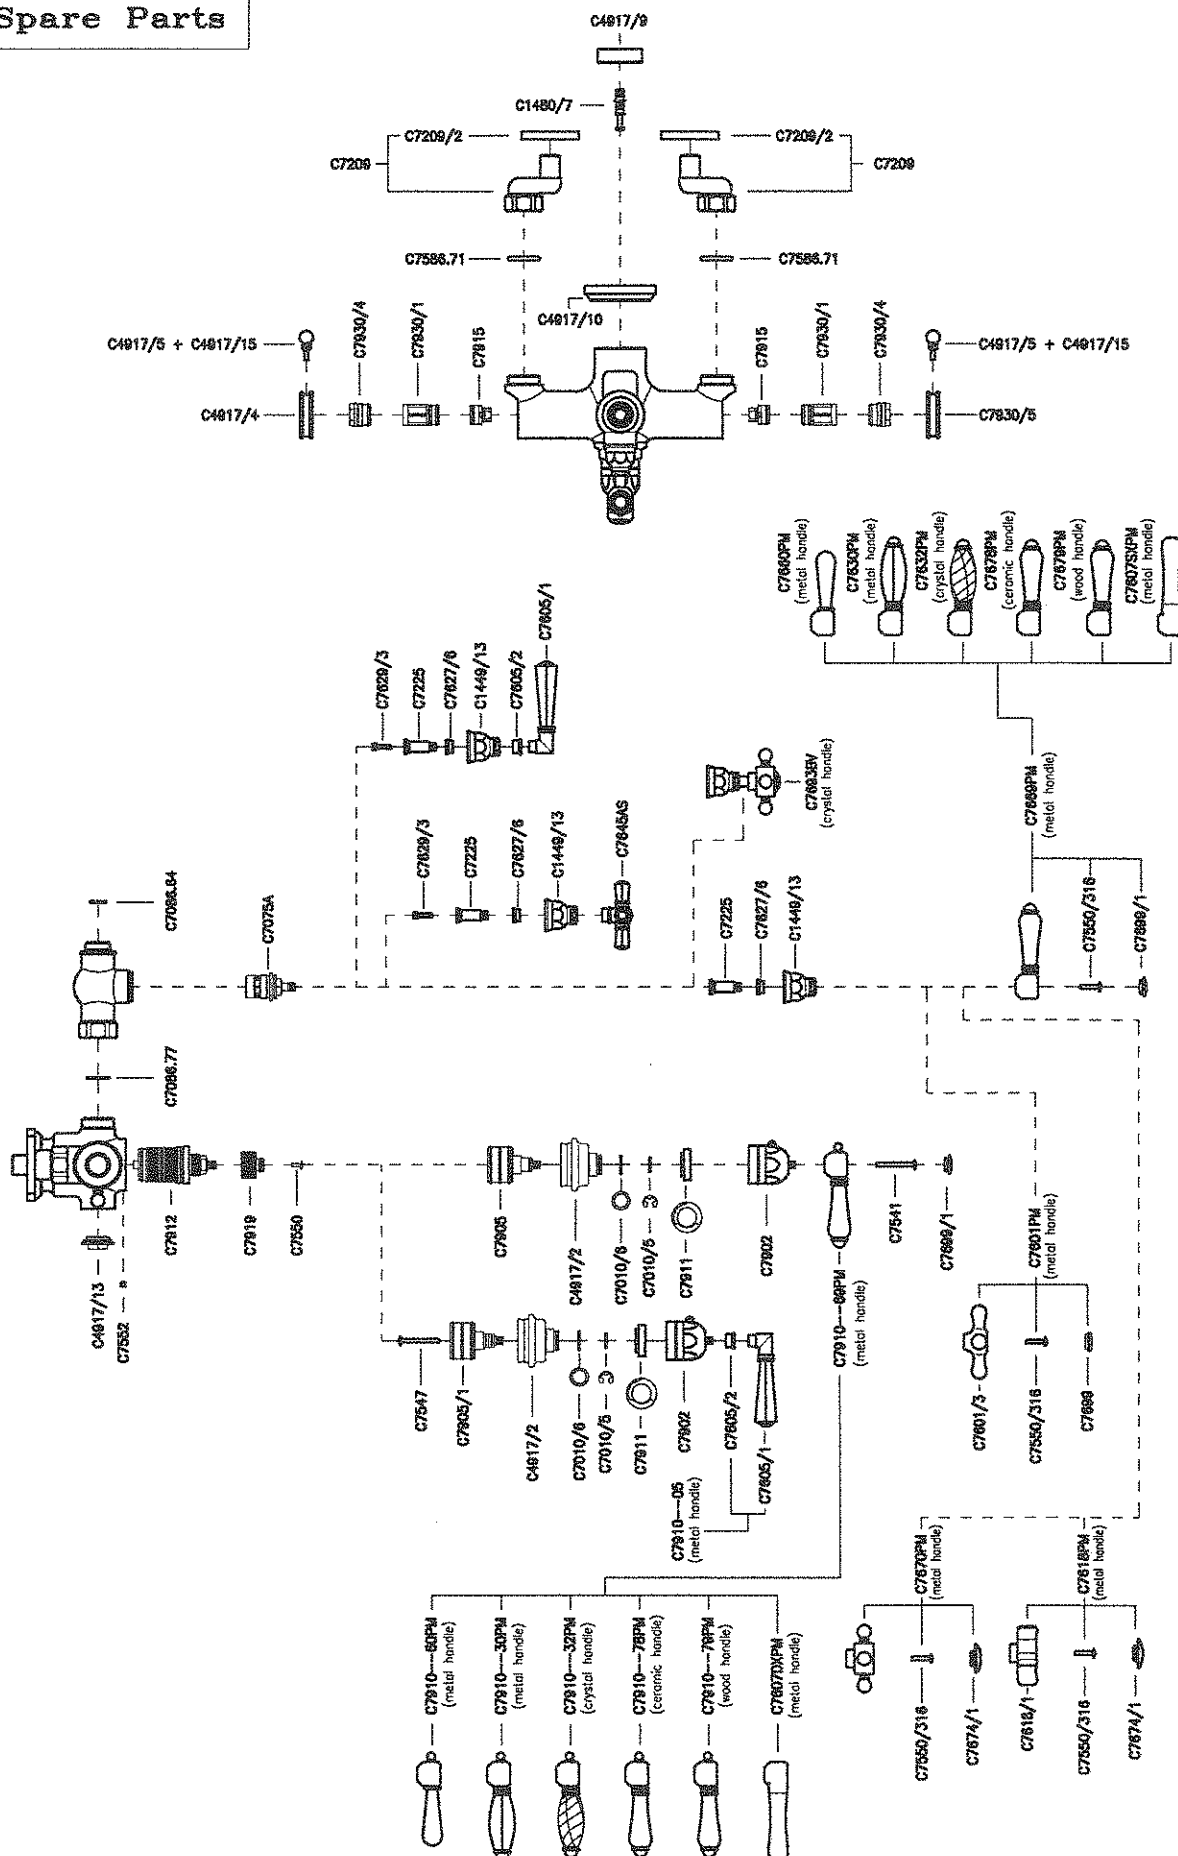 Spare Parts
C4917/9
C1480/7
C7209/2
C7209/2
C7209
C7209
C7586.71
C7586.71
C4917/10
C4917/5 + C4917/15
C7930/4
C7930/1
C7915
C7915
C7930/1
C7930/4
C4917/5 + C4917/15
C4917/4
C7930/5
C7660PM
(metal handle)
C7630PM
(metal handle)
C7632PM
(crystal handle)
C7678PM
(ceramic handle)
C7679PM
(wood handle)
C7607SXPM
(metal handle)
C7629/3
C7225
C7627/6
C1449/13
C7605/2
C7605/1
C7629/3
C7225
C7627/6
C1449/13
C7645AS
C7693BV
(crystal handle)
C7669PM
(metal handle)
C7086.64
C7075A
C7225
C7627/6
C1449/13
C7550/316
C7699/1
C7086.77
C4917/13
C7552
C7912
C7919
C7550
C7905
C4917/2
C7010/6
C7010/5
C7911
C7902
C7910--69PM
(metal handle)
C7541
C7699/1
C7601PM
(metal handle)
C7547
C7905/1
C4917/2
C7010/6
C7010/5
C7911
C7902
C7605/2
C7605/1
C7910--05
(metal handle)
C7601/3
C7550/316
C7699
C7910--60PM
(metal handle)
C7910--30PM
(metal handle)
C7910--32PM
(crystal handle)
C7910--78PM
(ceramic handle)
C7910--79PM
(wood handle)
C7607DXPM
(metal handle)
C7670PM
(metal handle)
C7618PM
(metal handle)
C7550/316
C7674/1
C7618/1
C7550/316
C7674/1